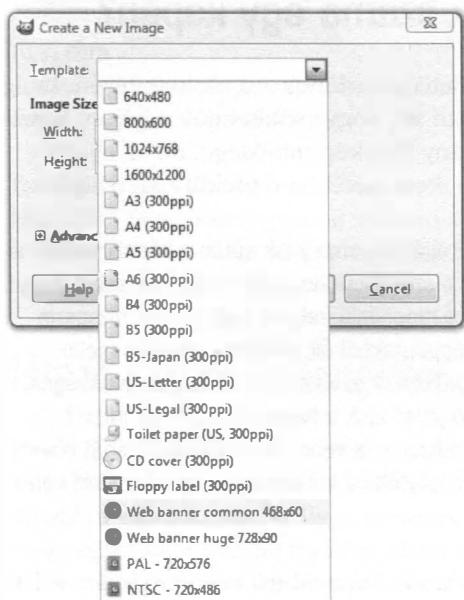 Create a New Image
Template:
Image Size
Width:
Height:
640x480
800x600
1024x768
1600x1200
A3 (300ppi)
A4 (300ppi)
A5 (300ppi)
A6 (300ppi)
B4 (300ppi)
B5 (300ppi)
B5-Japan (300ppi)
US-Letter (300ppi)
US-Legal (300ppi)
Toilet paper (US, 300ppi)
CD cover (300ppi)
Floppy label (300ppi)
Web banner common 468x60
Web banner huge 728x90
PAL - 720x576
NTSC - 720x486
Advanc
Help
Cancel